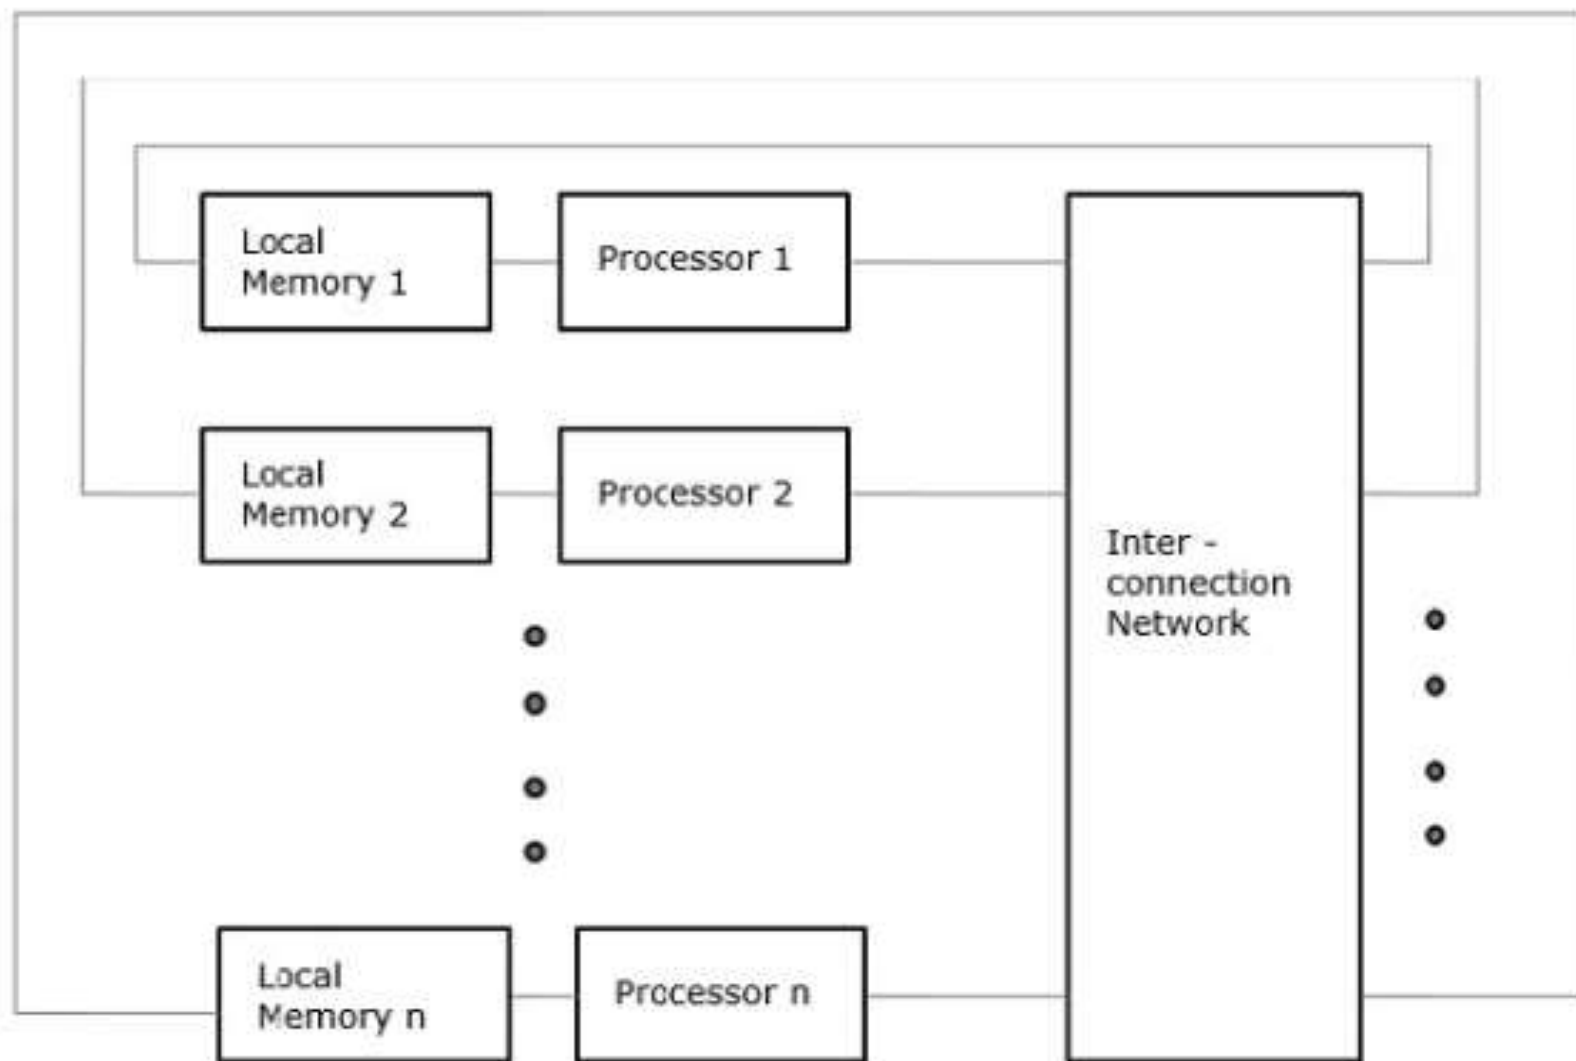 Local
Memory 1
Processor 1
Local
Memory 2
Processor 2
Inter -
connection
Network
Local
Memory n
Processor n